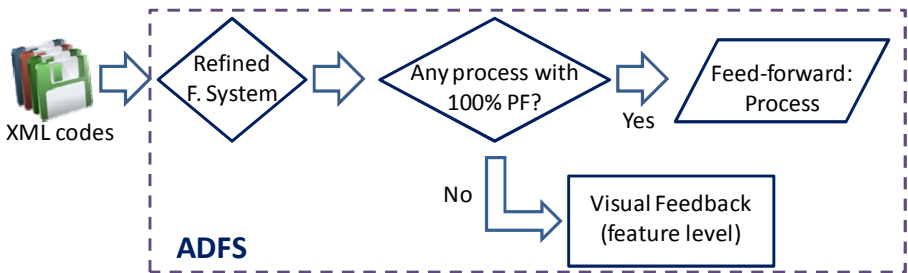 XML codes
Refined
F. System
Any process with
100% PF?
Yes
Feed-forward:
Process
No
Visual Feedback
(feature level)
ADFS